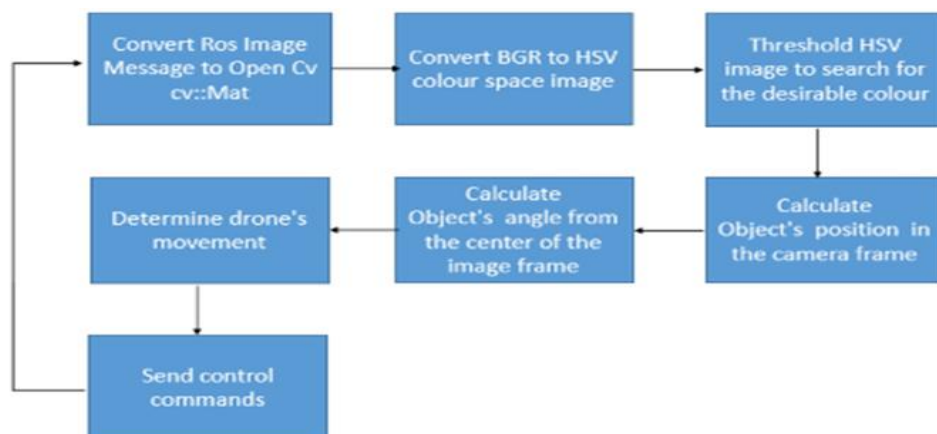 Convert Ros Image
Message to Open Cv
cv::Mat
Convert BGR to HSV
colour space image
Threshold HSV
image to search for
the desirable colour
Calculate
Object's position in
the camera frame
Calculate
Object's angle from
the center of the
image frame
Determine drone's
movement
Send control
commands